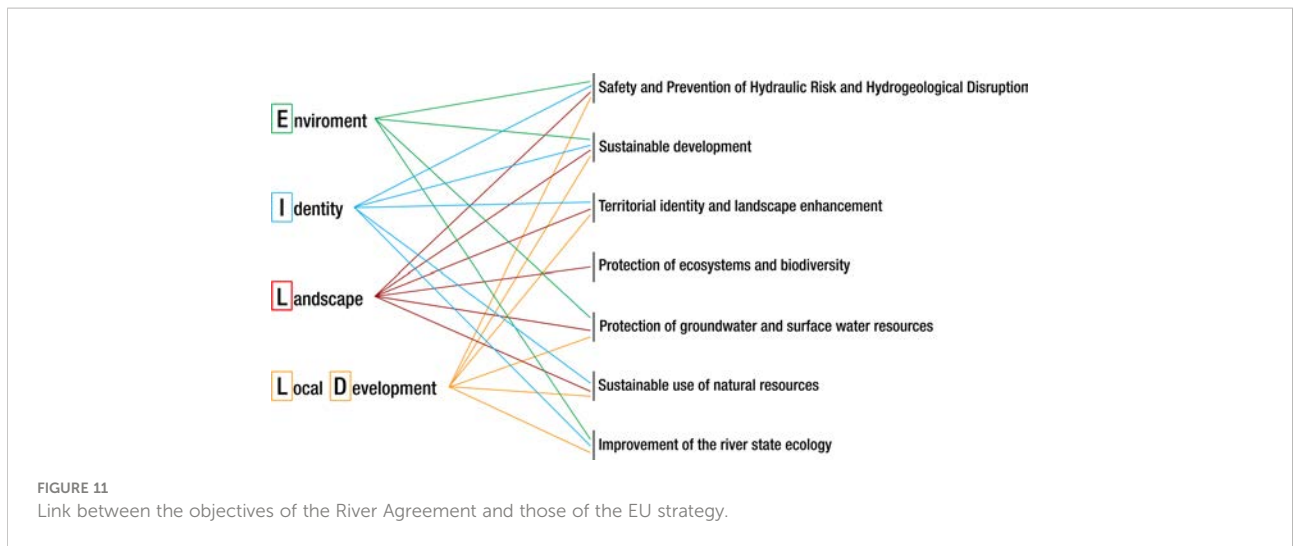 Enviroment
Identity
Landscape
Local Development
Safety and Prevention of Hydraulic Risk and Hydrogeological Disruption
Sustainable development
Territorial identity and landscape enhancement
Protection of ecosystems and biodiversity
Protection of groundwater and surface water resources
Sustainable use of natural resources
Improvement of the river state ecology
FIGURE 11
Link between the objectives of the River Agreement and those of the EU strategy.